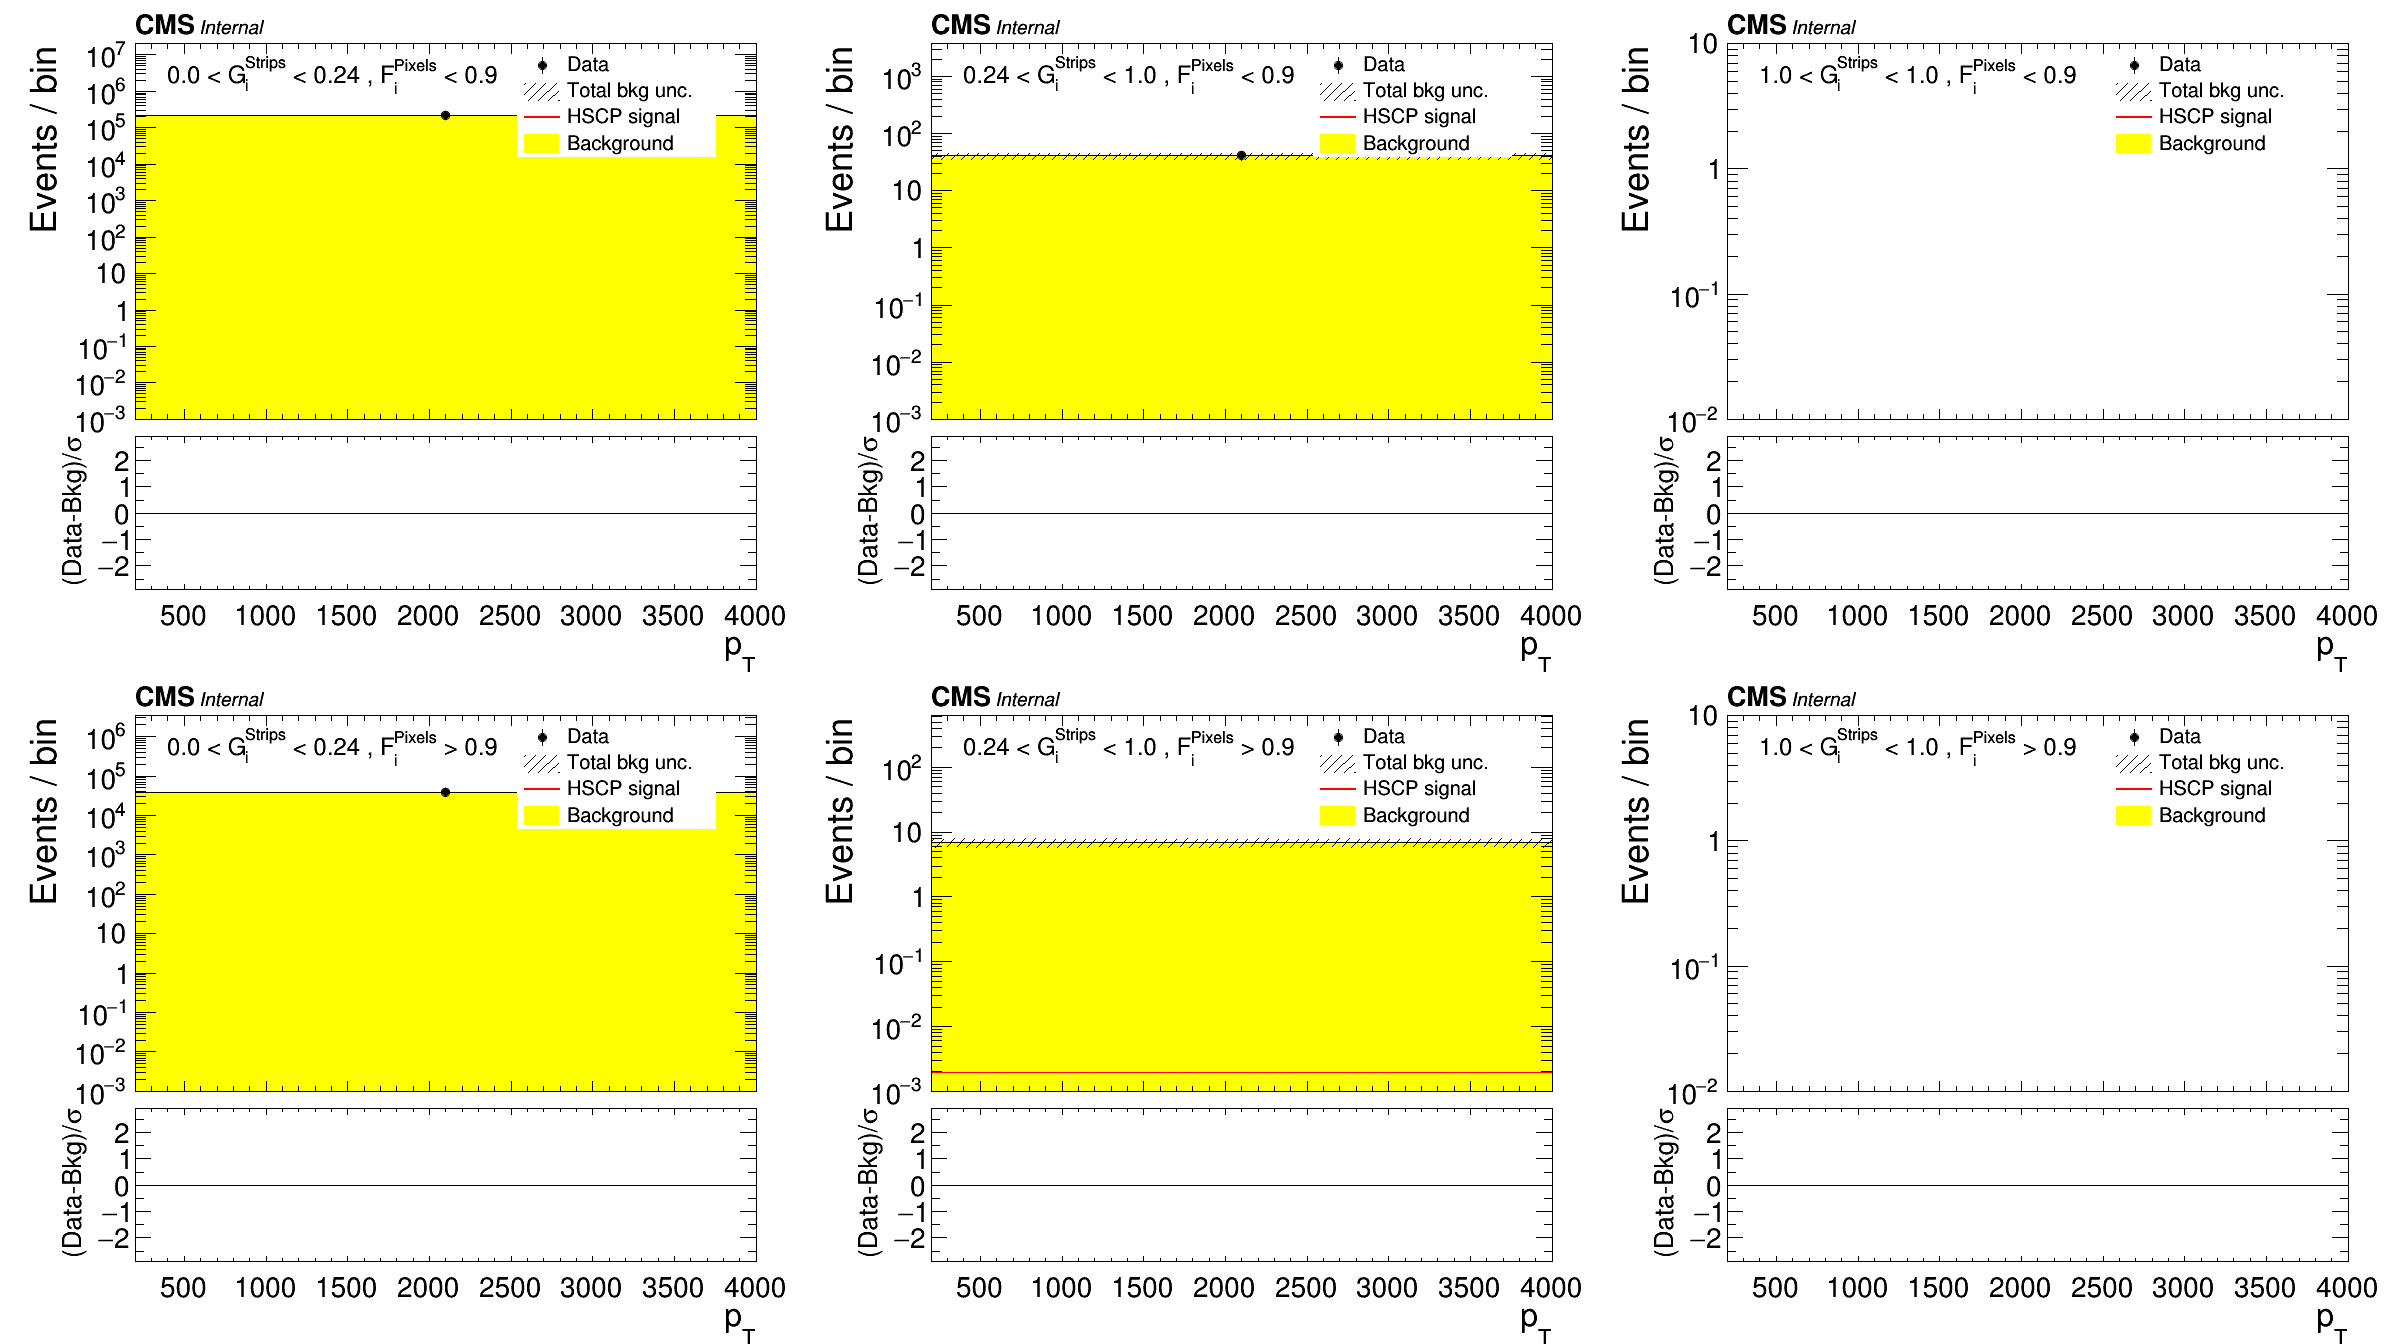 CMS Internal
Events / bin
10^7
10^6
10^5
10^4
10^3
10^2
10
1
10^−1
10^−2
10^−3
0.0 < G_i^Strips < 0.24 , F_i^Pixels < 0.9
Data
Total bkg unc.
HSCP signal
Background
(Data-Bkg)/σ
2
1
0
−1
−2
500 1000 1500 2000 2500 3000 3500 4000
p_T
CMS Internal
Events / bin
10^3
10^2
10
1
10^−1
10^−2
10^−3
0.24 < G_i^Strips < 1.0 , F_i^Pixels < 0.9
Data
Total bkg unc.
HSCP signal
Background
(Data-Bkg)/σ
2
1
0
−1
−2
500 1000 1500 2000 2500 3000 3500 4000
p_T
CMS Internal
Events / bin
10
1
10^−1
10^−2
1.0 < G_i^Strips < 1.0 , F_i^Pixels < 0.9
Data
Total bkg unc.
HSCP signal
Background
(Data-Bkg)/σ
2
1
0
−1
−2
500 1000 1500 2000 2500 3000 3500 4000
p_T
CMS Internal
Events / bin
10^6
10^5
10^4
10^3
10^2
10
1
10^−1
10^−2
10^−3
0.0 < G_i^Strips < 0.24 , F_i^Pixels > 0.9
Data
Total bkg unc.
HSCP signal
Background
(Data-Bkg)/σ
2
1
0
−1
−2
500 1000 1500 2000 2500 3000 3500 4000
p_T
CMS Internal
Events / bin
10^2
10
1
10^−1
10^−2
10^−3
0.24 < G_i^Strips < 1.0 , F_i^Pixels > 0.9
Data
Total bkg unc.
HSCP signal
Background
(Data-Bkg)/σ
2
1
0
−1
−2
500 1000 1500 2000 2500 3000 3500 4000
p_T
CMS Internal
Events / bin
10
1
10^−1
10^−2
1.0 < G_i^Strips < 1.0 , F_i^Pixels > 0.9
Data
Total bkg unc.
HSCP signal
Background
(Data-Bkg)/σ
2
1
0
−1
−2
500 1000 1500 2000 2500 3000 3500 4000
p_T